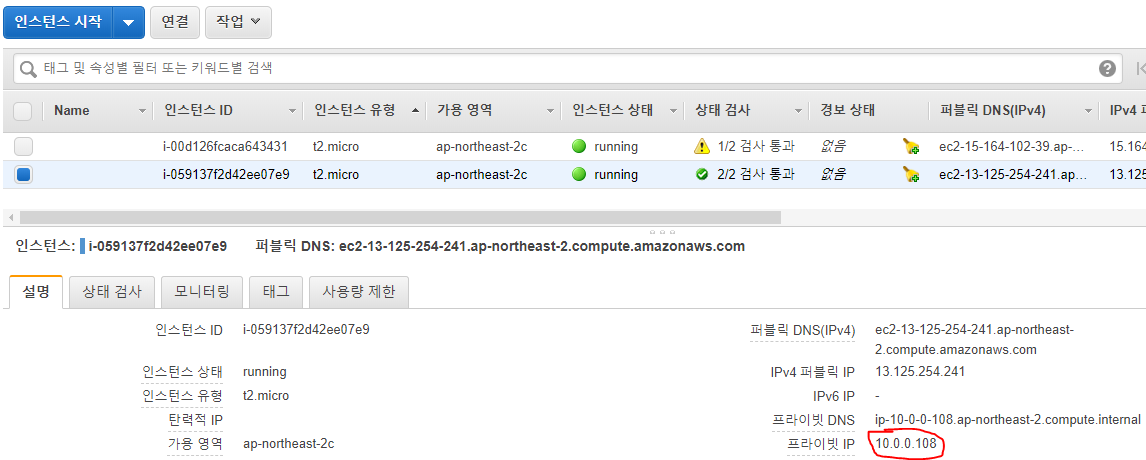 인스턴스 시작 연결 작업
태그 및 속성별 필터 또는 키워드별 검색 ?
Name 인스턴스 ID 인스턴스 유형 가용 영역 인스턴스 상태 상태 검사 경보 상태 퍼블릭 DNS(IPv4) IPv4 퍼
i-00d126fcaca643431 t2.micro ap-northeast-2c running 1/2 검사 통과 없음 ec2-15-164-102-39.ap-... 15.164
i-059137f2d42ee07e9 t2.micro ap-northeast-2c running 2/2 검사 통과 없음 ec2-13-125-254-241.ap... 13.125
인스턴스: i-059137f2d42ee07e9 퍼블릭 DNS: ec2-13-125-254-241.ap-northeast-2.compute.amazonaws.com
설명 상태 검사 모니터링 태그 사용량 제한
인스턴스 ID i-059137f2d42ee07e9 퍼블릭 DNS(IPv4) ec2-13-125-254-241.ap-northeast-
2.compute.amazonaws.com
인스턴스 상태 running IPv4 퍼블릭 IP 13.125.254.241
인스턴스 유형 t2.micro IPv6 IP -
탄력적 IP 프라이빗 DNS ip-10-0-0-108.ap-northeast-2.compute.internal
가용 영역 ap-northeast-2c 프라이빗 IP 10.0.0.108